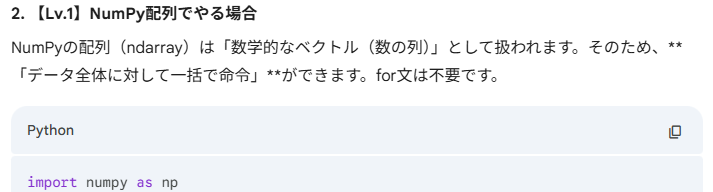 2. 【Lv.1】NumPy配列でやる場合
NumPyの配列（ndarray）は「数学的なベクトル（数の列）」として扱われます。そのため、**
「データ全体に対して一括で命令」**ができます。for文は不要です。
Python
import numpy as np